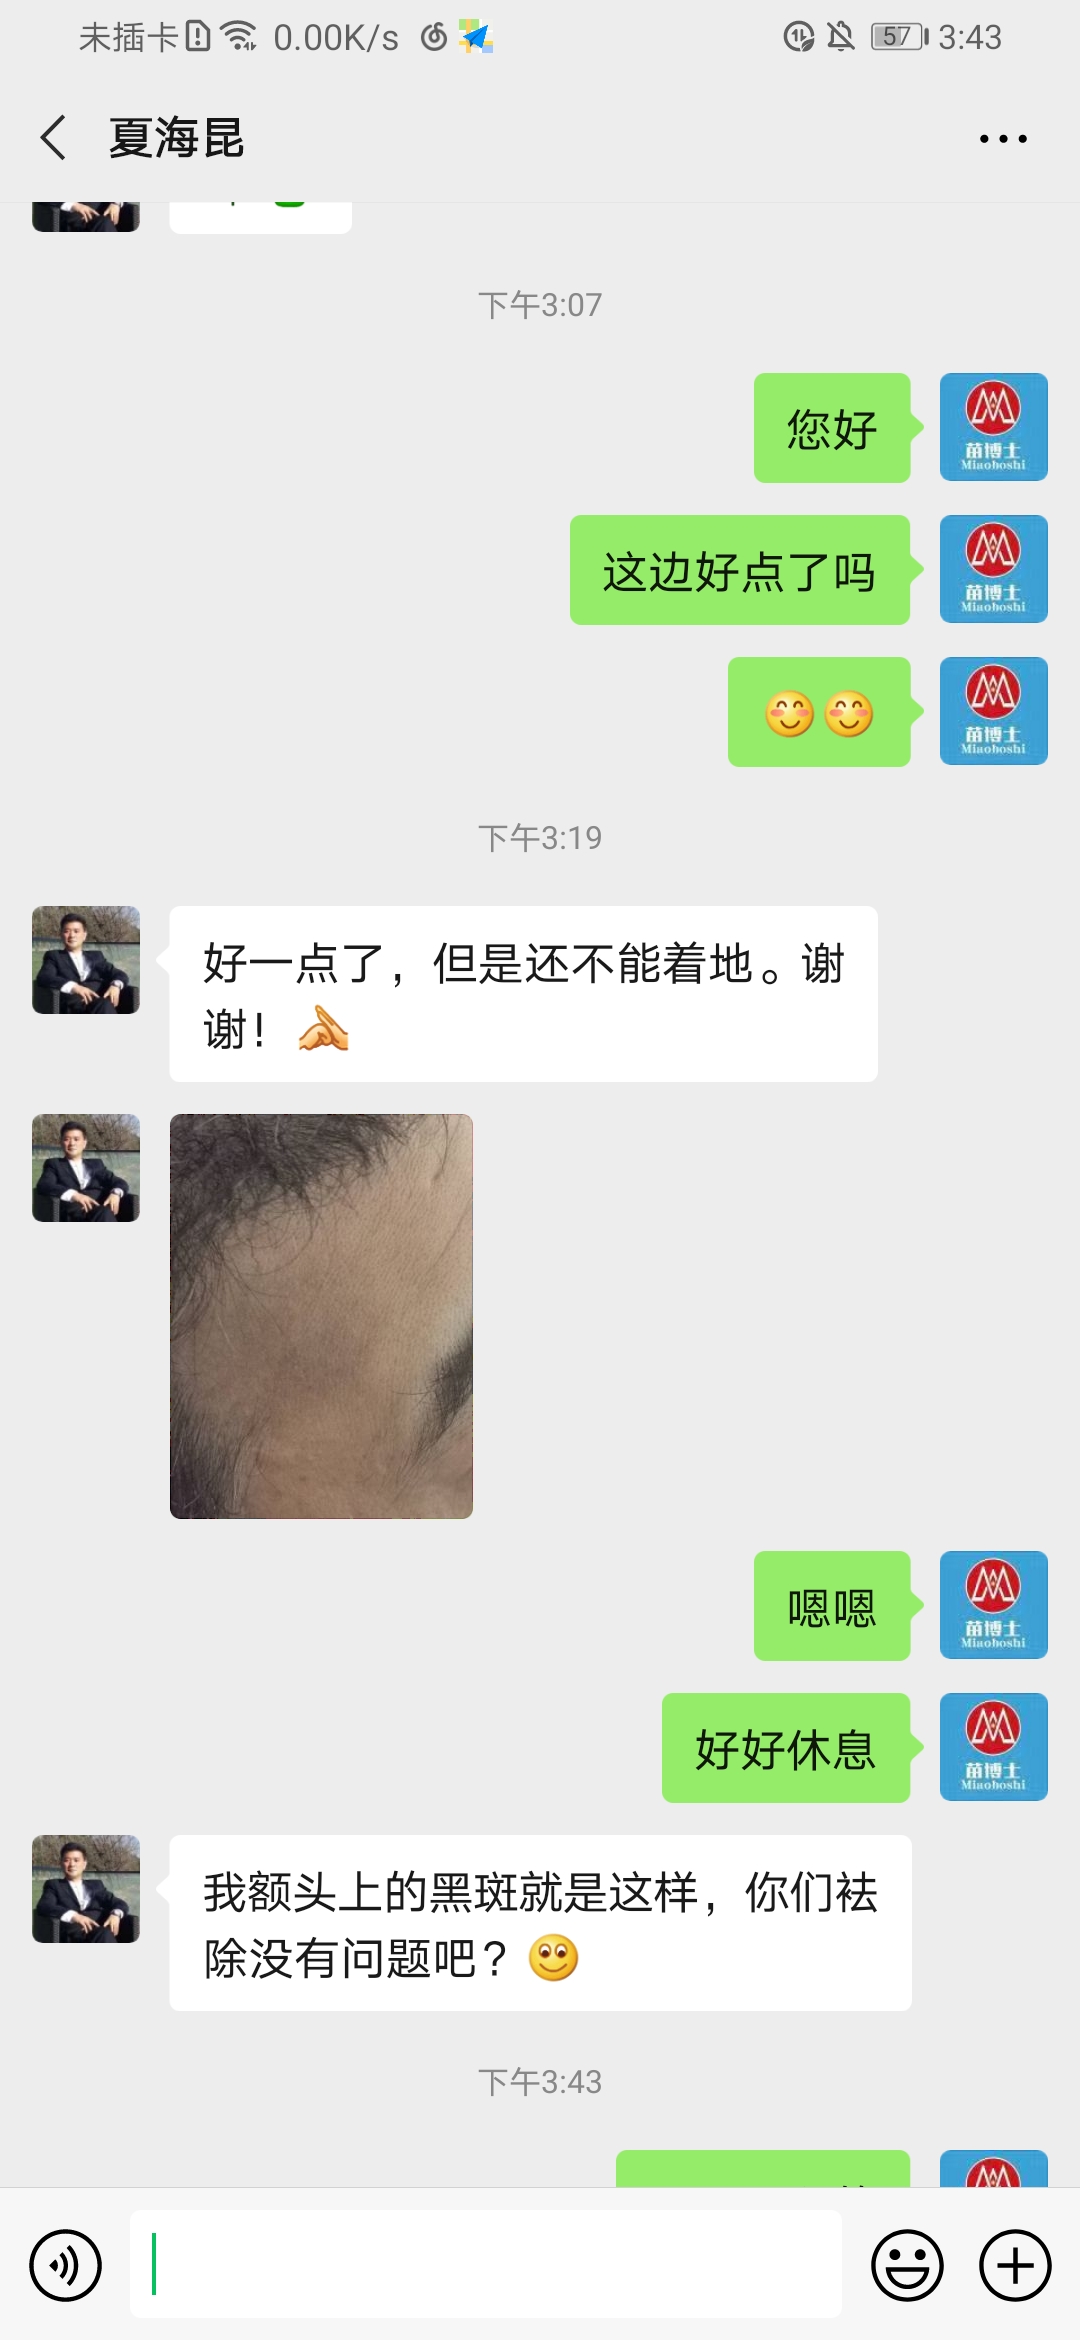 未插卡 0.00K/s 57 3:43
夏海昆
下午3:07
您好
苗博士
Miaoboshi
这边好点了吗
苗博士
Miaoboshi
苗博士
Miaoboshi
下午3:19
好一点了，但是还不能着地。谢
谢！
嗯嗯
苗博士
Miaoboshi
好好休息
苗博士
Miaoboshi
我额头上的黑斑就是这样，你们祛
除没有问题吧？
下午3:43